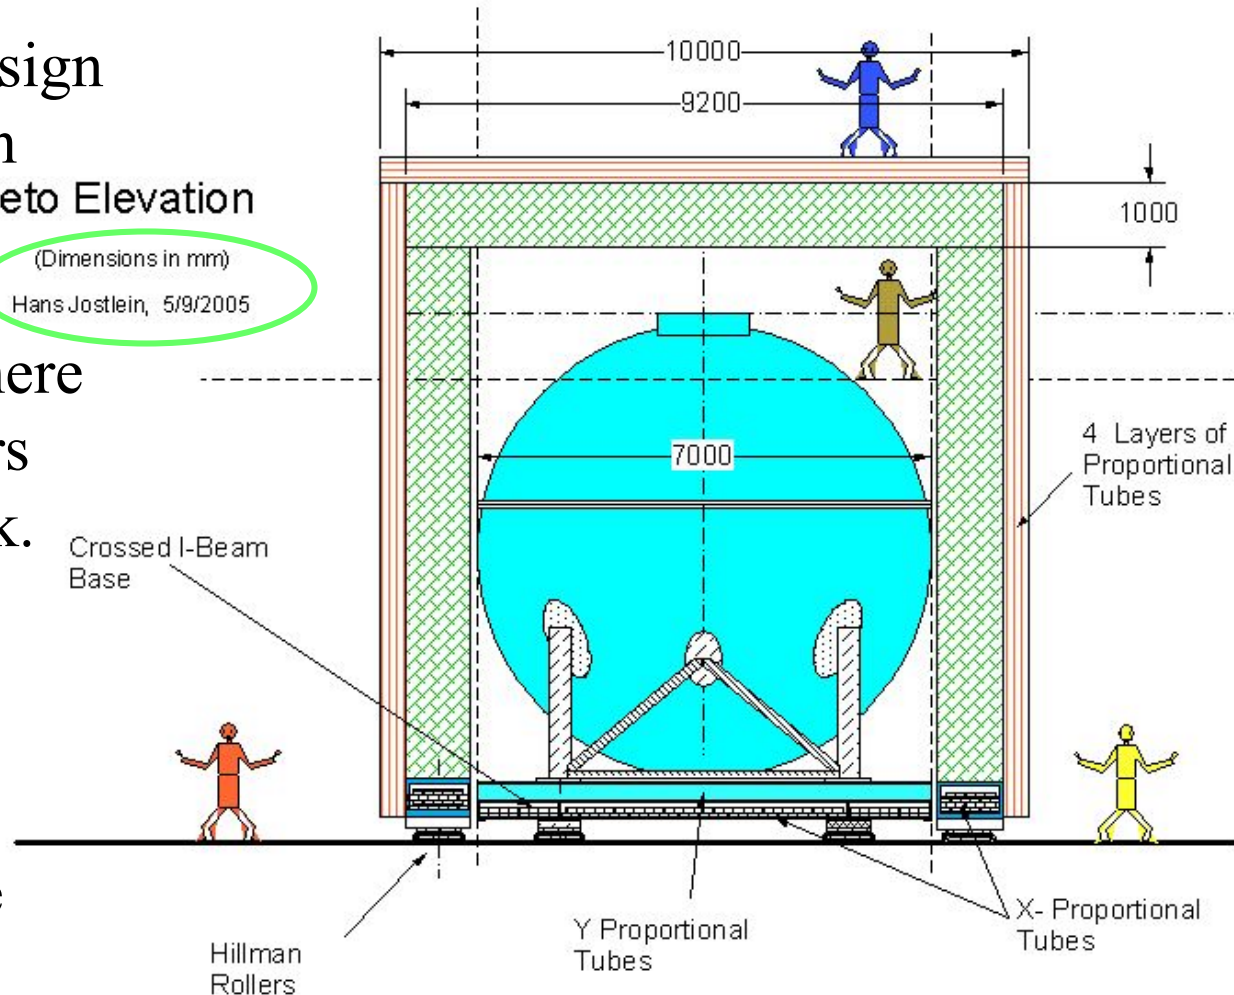 sign
n
eto Elevation
(Dimensions in mm)
Hans Jostlein, 5/9/2005
here
rs
k.
10000
9200
1000
7000
4 Layers of
Proportional
Tubes
Crossed I-Beam
Base
e
Hillman
Rollers
Y Proportional
Tubes
X- Proportional
Tubes